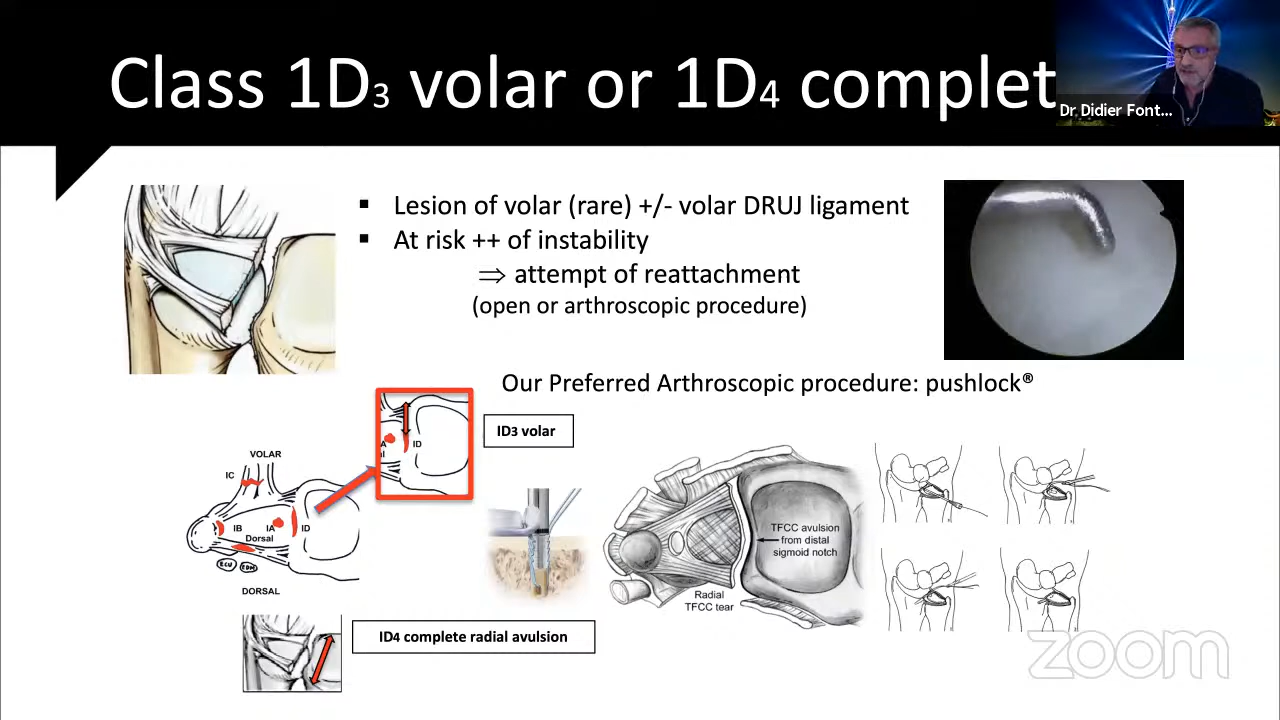 Class 1D3 volar or 1D4 complet
Dr Didier Font...
▪ Lesion of volar (rare) +/- volar DRUJ ligament
▪ At risk ++ of instability
⇒ attempt of reattachment
(open or arthroscopic procedure)
Our Preferred Arthroscopic procedure: pushlock®
ID
ID3 volar
VOLAR
IC
IB
IA
ID
Dorsal
ECU
EDM
DORSAL
TFCC avulsion
from distal
sigmoid notch
Radial
TFCC tear
ID4 complete radial avulsion
zoom